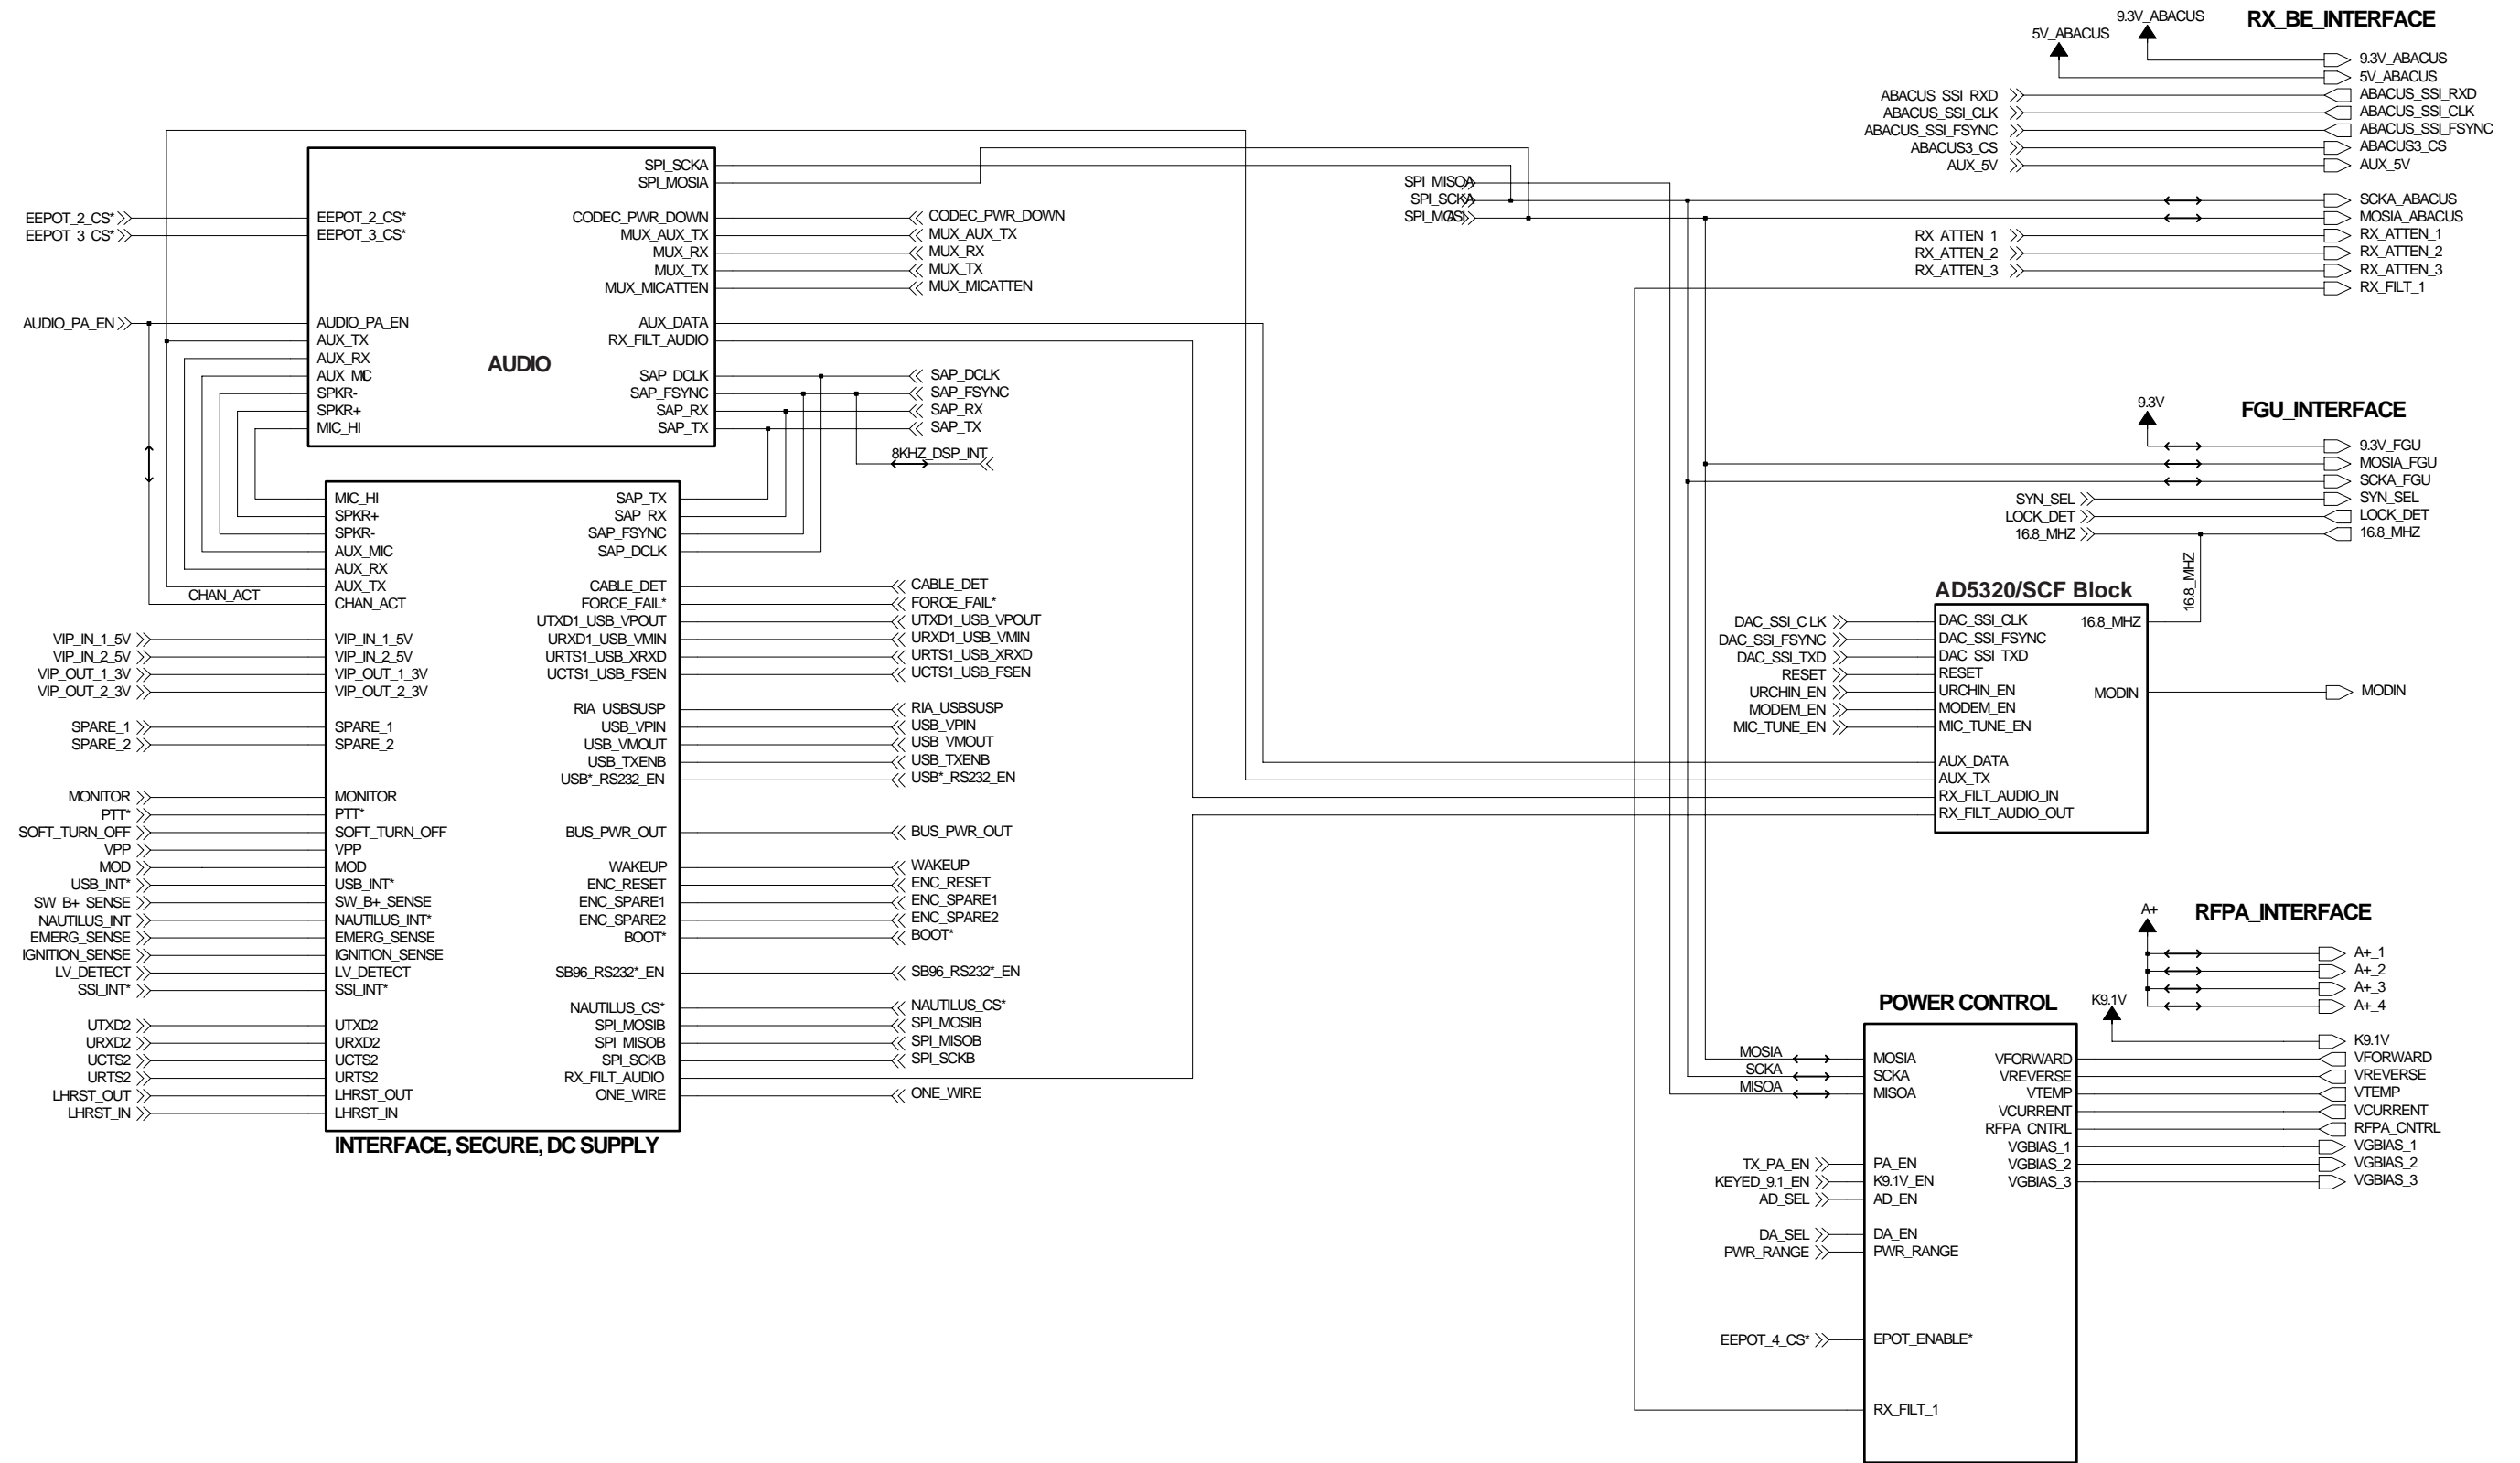 9.3V_ABACUS
RX_BE_INTERFACE
5V_ABACUS
9.3V_ABACUS
5V_ABACUS
ABACUS_SSI_RXD
ABACUS_SSI_RXD
ABACUS_SSI_CLK
ABACUS_SSI_CLK
ABACUS_SSI_FSYNC
ABACUS_SSI_FSYNC
ABACUS3_CS
ABACUS3_CS
AUX_5V
AUX_5V
SPI_MISOA
SPI_SCKA
SCKA_ABACUS
SPI_MOSIA
MOSIA_ABACUS
RX_ATTEN_1
RX_ATTEN_1
RX_ATTEN_2
RX_ATTEN_2
RX_ATTEN_3
RX_ATTEN_3
RX_FILT_1
EEPOT_2_CS*
EEPOT_3_CS*
AUDIO_PA_EN
EEPOT_2_CS*
EEPOT_3_CS*
AUDIO_PA_EN
AUX_TX
AUX_RX
AUX_MIC
SPKR-
SPKR+
MIC_HI
AUDIO
SPI_SCKA
SPI_MOSIA
CODEC_PWR_DOWN
MUX_AUX_TX
MUX_RX
MUX_TX
MUX_MICATTEN
AUX_DATA
RX_FILT_AUDIO
SAP_DCLK
SAP_FSYNC
SAP_RX
SAP_TX
CODEC_PWR_DOWN
MUX_AUX_TX
MUX_RX
MUX_TX
MUX_MICATTEN
SAP_DCLK
SAP_FSYNC
SAP_RX
SAP_TX
8KHZ_DSP_INT
CHAN_ACT
VIP_IN_1_5V
VIP_IN_2_5V
VIP_OUT_1_3V
VIP_OUT_2_3V
SPARE_1
SPARE_2
MONITOR
PTT*
SOFT_TURN_OFF
VPP
MOD
USB_INT*
SW_B+_SENSE
NAUTILUS_INT
EMERG_SENSE
IGNITION_SENSE
LV_DETECT
SSI_INT*
UTXD2
URXD2
UCTS2
URTS2
LHRST_OUT
LHRST_IN
MIC_HI
SPKR+
SPKR-
AUX_MIC
AUX_RX
AUX_TX
CHAN_ACT
VIP_IN_1_5V
VIP_IN_2_5V
VIP_OUT_1_3V
VIP_OUT_2_3V
SPARE_1
SPARE_2
MONITOR
PTT*
SOFT_TURN_OFF
VPP
MOD
USB_INT*
SW_B+_SENSE
NAUTILUS_INT*
EMERG_SENSE
IGNITION_SENSE
LV_DETECT
SSI_INT*
UTXD2
URXD2
UCTS2
URTS2
LHRST_OUT
LHRST_IN
SAP_TX
SAP_RX
SAP_FSYNC
SAP_DCLK
CABLE_DET
FORCE_FAIL*
UTXD1_USB_VPOUT
URXD1_USB_VMIN
URTS1_USB_XRXD
UCTS1_USB_FSEN
RIA_USBSUSP
USB_VPIN
USB_VMOUT
USB_TXENB
USB*_RS232_EN
BUS_PWR_OUT
WAKEUP
ENC_RESET
ENC_SPARE1
ENC_SPARE2
BOOT*
SB96_RS232*_EN
NAUTILUS_CS*
SPI_MOSIB
SPI_MISOB
SPI_SCKB
RX_FILT_AUDIO
ONE_WIRE
CABLE_DET
FORCE_FAIL*
UTXD1_USB_VPOUT
URXD1_USB_VMIN
URTS1_USB_XRXD
UCTS1_USB_FSEN
RIA_USBSUSP
USB_VPIN
USB_VMOUT
USB_TXENB
USB*_RS232_EN
BUS_PWR_OUT
WAKEUP
ENC_RESET
ENC_SPARE1
ENC_SPARE2
BOOT*
SB96_RS232*_EN
NAUTILUS_CS*
SPI_MOSIB
SPI_MISOB
SPI_SCKB
ONE_WIRE
INTERFACE, SECURE, DC SUPPLY
9.3V
FGU_INTERFACE
9.3V_FGU
MOSIA_FGU
SCKA_FGU
SYN_SEL
SYN_SEL
LOCK_DET
LOCK_DET
16.8_MHZ
16.8_MHZ
16.8_MHZ
AD5320/SCF Block
DAC_SSI_CLK
DAC_SSI_FSYNC
DAC_SSI_TXD
RESET
URCHIN_EN
MODEM_EN
MIC_TUNE_EN
DAC_SSI_CLK
DAC_SSI_FSYNC
DAC_SSI_TXD
RESET
URCHIN_EN
MODEM_EN
MIC_TUNE_EN
AUX_DATA
AUX_TX
RX_FILT_AUDIO_IN
RX_FILT_AUDIO_OUT
16.8_MHZ
MODIN
MODIN
A+
RFPA_INTERFACE
A+_1
A+_2
A+_3
A+_4
POWER CONTROL
K9.1V
K9.1V
MOSIA
SCKA
MISOA
TX_PA_EN
KEYED_9.1_EN
AD_SEL
DA_SEL
PWR_RANGE
EEPOT_4_CS*
MOSIA
SCKA
MISOA
PA_EN
K9.1V_EN
AD_EN
DA_EN
PWR_RANGE
EPOT_ENABLE*
RX_FILT_1
VFORWARD
VREVERSE
VTEMP
VCURRENT
RFPA_CNTRL
VGBIAS_1
VGBIAS_2
VGBIAS_3
VFORWARD
VREVERSE
VTEMP
VCURRENT
RFPA_CNTRL
VGBIAS_1
VGBIAS_2
VGBIAS_3